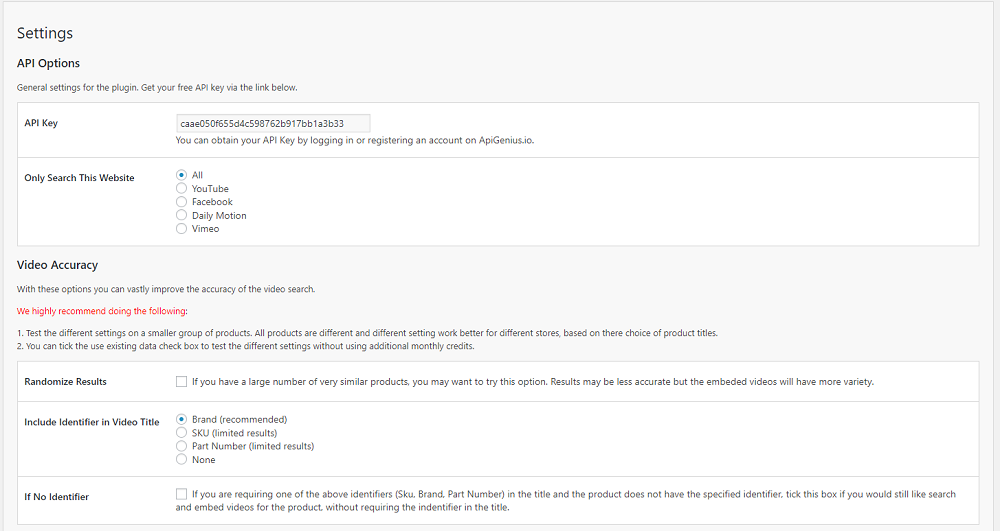 Settings
API Options
General settings for the plugin. Get your free API key via the link below.
API Key
caae050f655d4c598762b917bb1a3b33
You can obtain your API Key by logging in or registering an account on ApiGenius.io.
Only Search This Website
All
YouTube
Facebook
Daily Motion
Vimeo
Video Accuracy
With these options you can vastly improve the accuracy of the video search.
We highly recommend doing the following:
1. Test the different settings on a smaller group of products. All products are different and different setting work better for different stores, based on there choice of product titles.
2. You can tick the use existing data check box to test the different settings without using additional monthly credits.
Randomize Results
If you have a large number of very similar products, you may want to try this option. Results may be less accurate but the embeded videos will have more variety.
Include Identifier in Video Title
Brand (recommended)
SKU (limited results)
Part Number (limited results)
None
If No Identifier
If you are requiring one of the above identifiers (Sku, Brand, Part Number) in the title and the product does not have the specified identifier, tick this box if you would still like search
and embed videos for the product, without requiring the indentifier in the title.